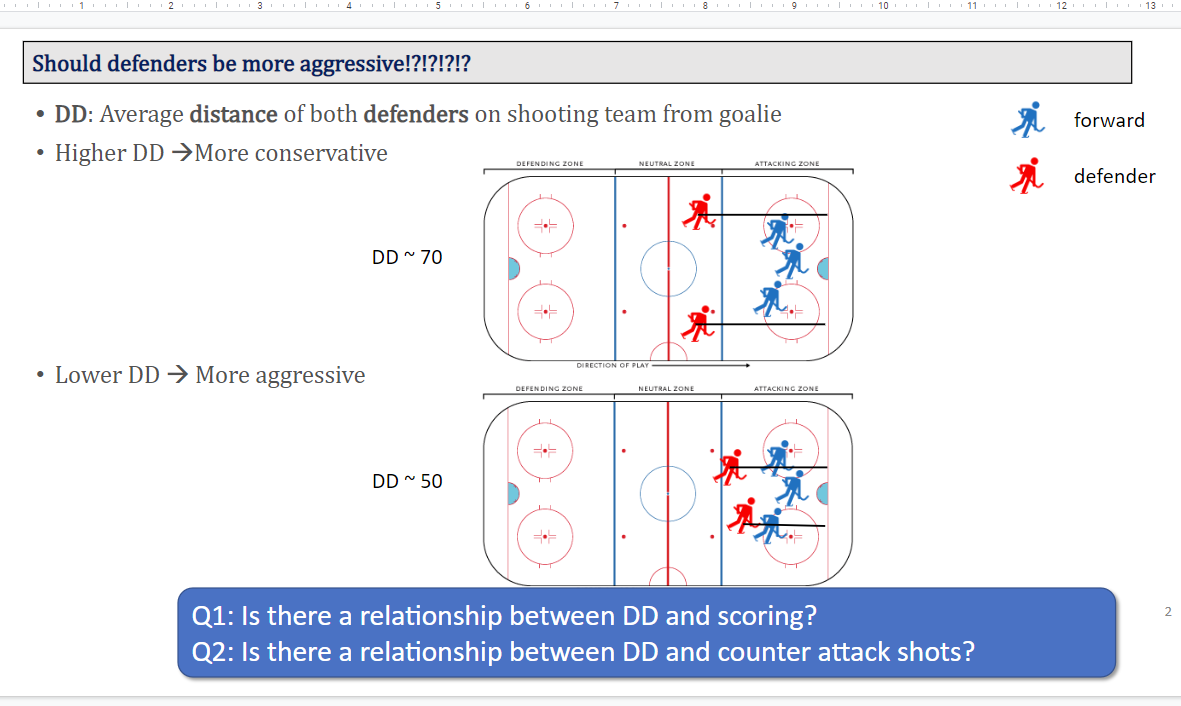 1 2 3 4 5 6 7 8 9 10 11 12 13
Should defenders be more aggressive!?!?!?!?
• DD: Average distance of both defenders on shooting team from goalie
• Higher DD →More conservative
forward
defender
DEFENDING ZONE NEUTRAL ZONE ATTACKING ZONE
DD ~ 70
DIRECTION OF PLAY
• Lower DD → More aggressive
DEFENDING ZONE NEUTRAL ZONE ATTACKING ZONE
DD ~ 50
Q1: Is there a relationship between DD and scoring?
Q2: Is there a relationship between DD and counter attack shots?
2